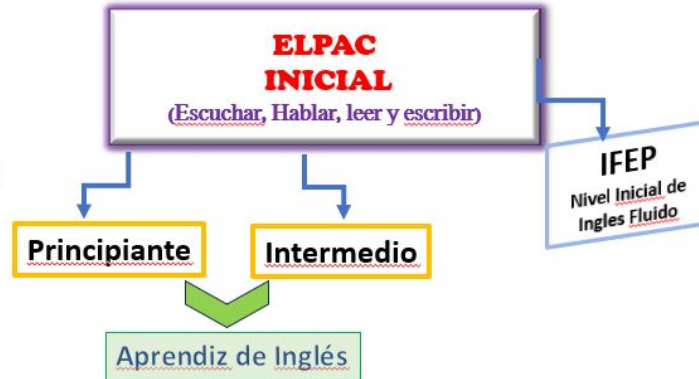 ELPAC
INICIAL
(Escuchar, Hablar, leer y escribir)
IFEP
Nivel Inicial de
Ingles Fluido
Principiante
Intermedio
Aprendiz de Inglés